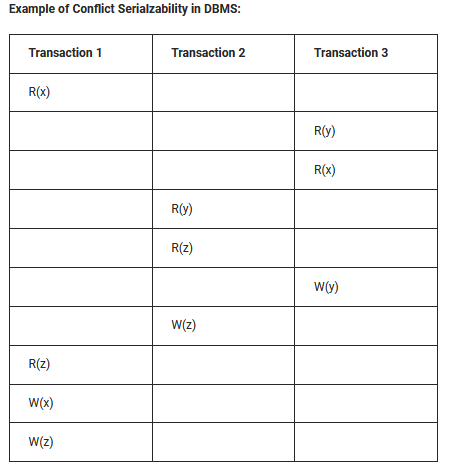 Example of Conflict Serialzability in DBMS:
Transaction 1 Transaction 2 Transaction 3
R(x)
R(y)
R(x)
R(y)
R(z)
W(y)
W(z)
R(z)
W(x)
W(z)